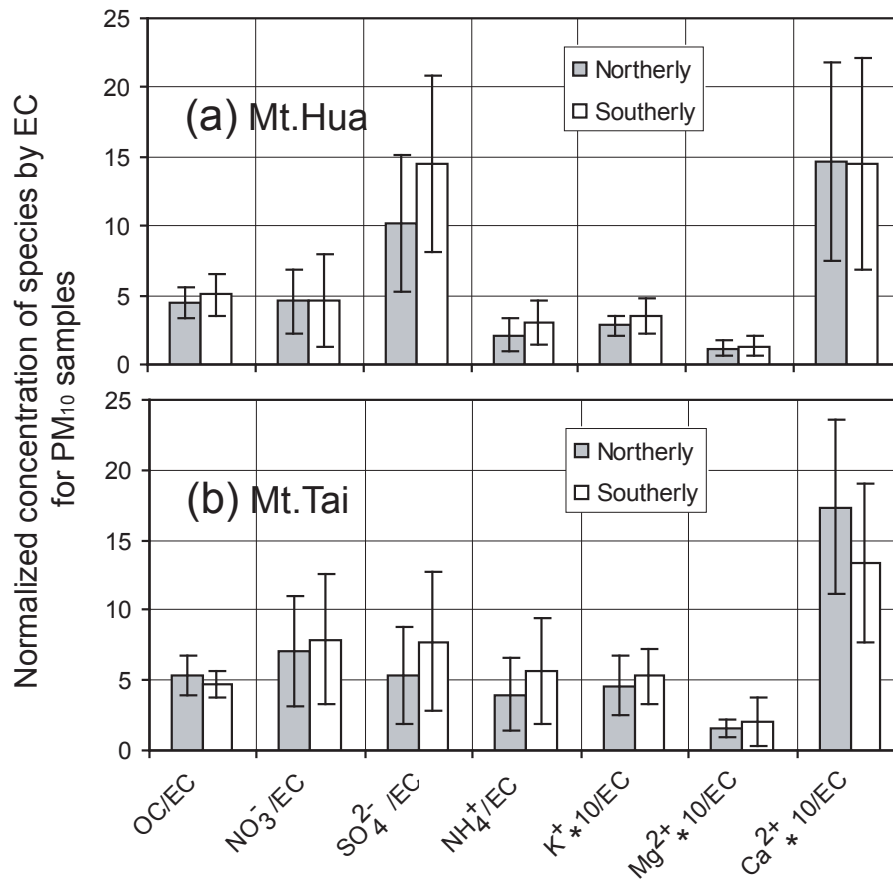 Normalized concentration of species by EC
for PM₁₀ samples
25
20
15
10
5
0
(a) Mt.Hua
Northerly
Southerly
25
20
15
10
5
0
(b) Mt.Tai
Northerly
Southerly
OC/EC
NO₃⁻/EC
SO₄²⁻/EC
NH₄⁺/EC
K⁺*10/EC
Mg²⁺*10/EC
Ca²⁺*10/EC